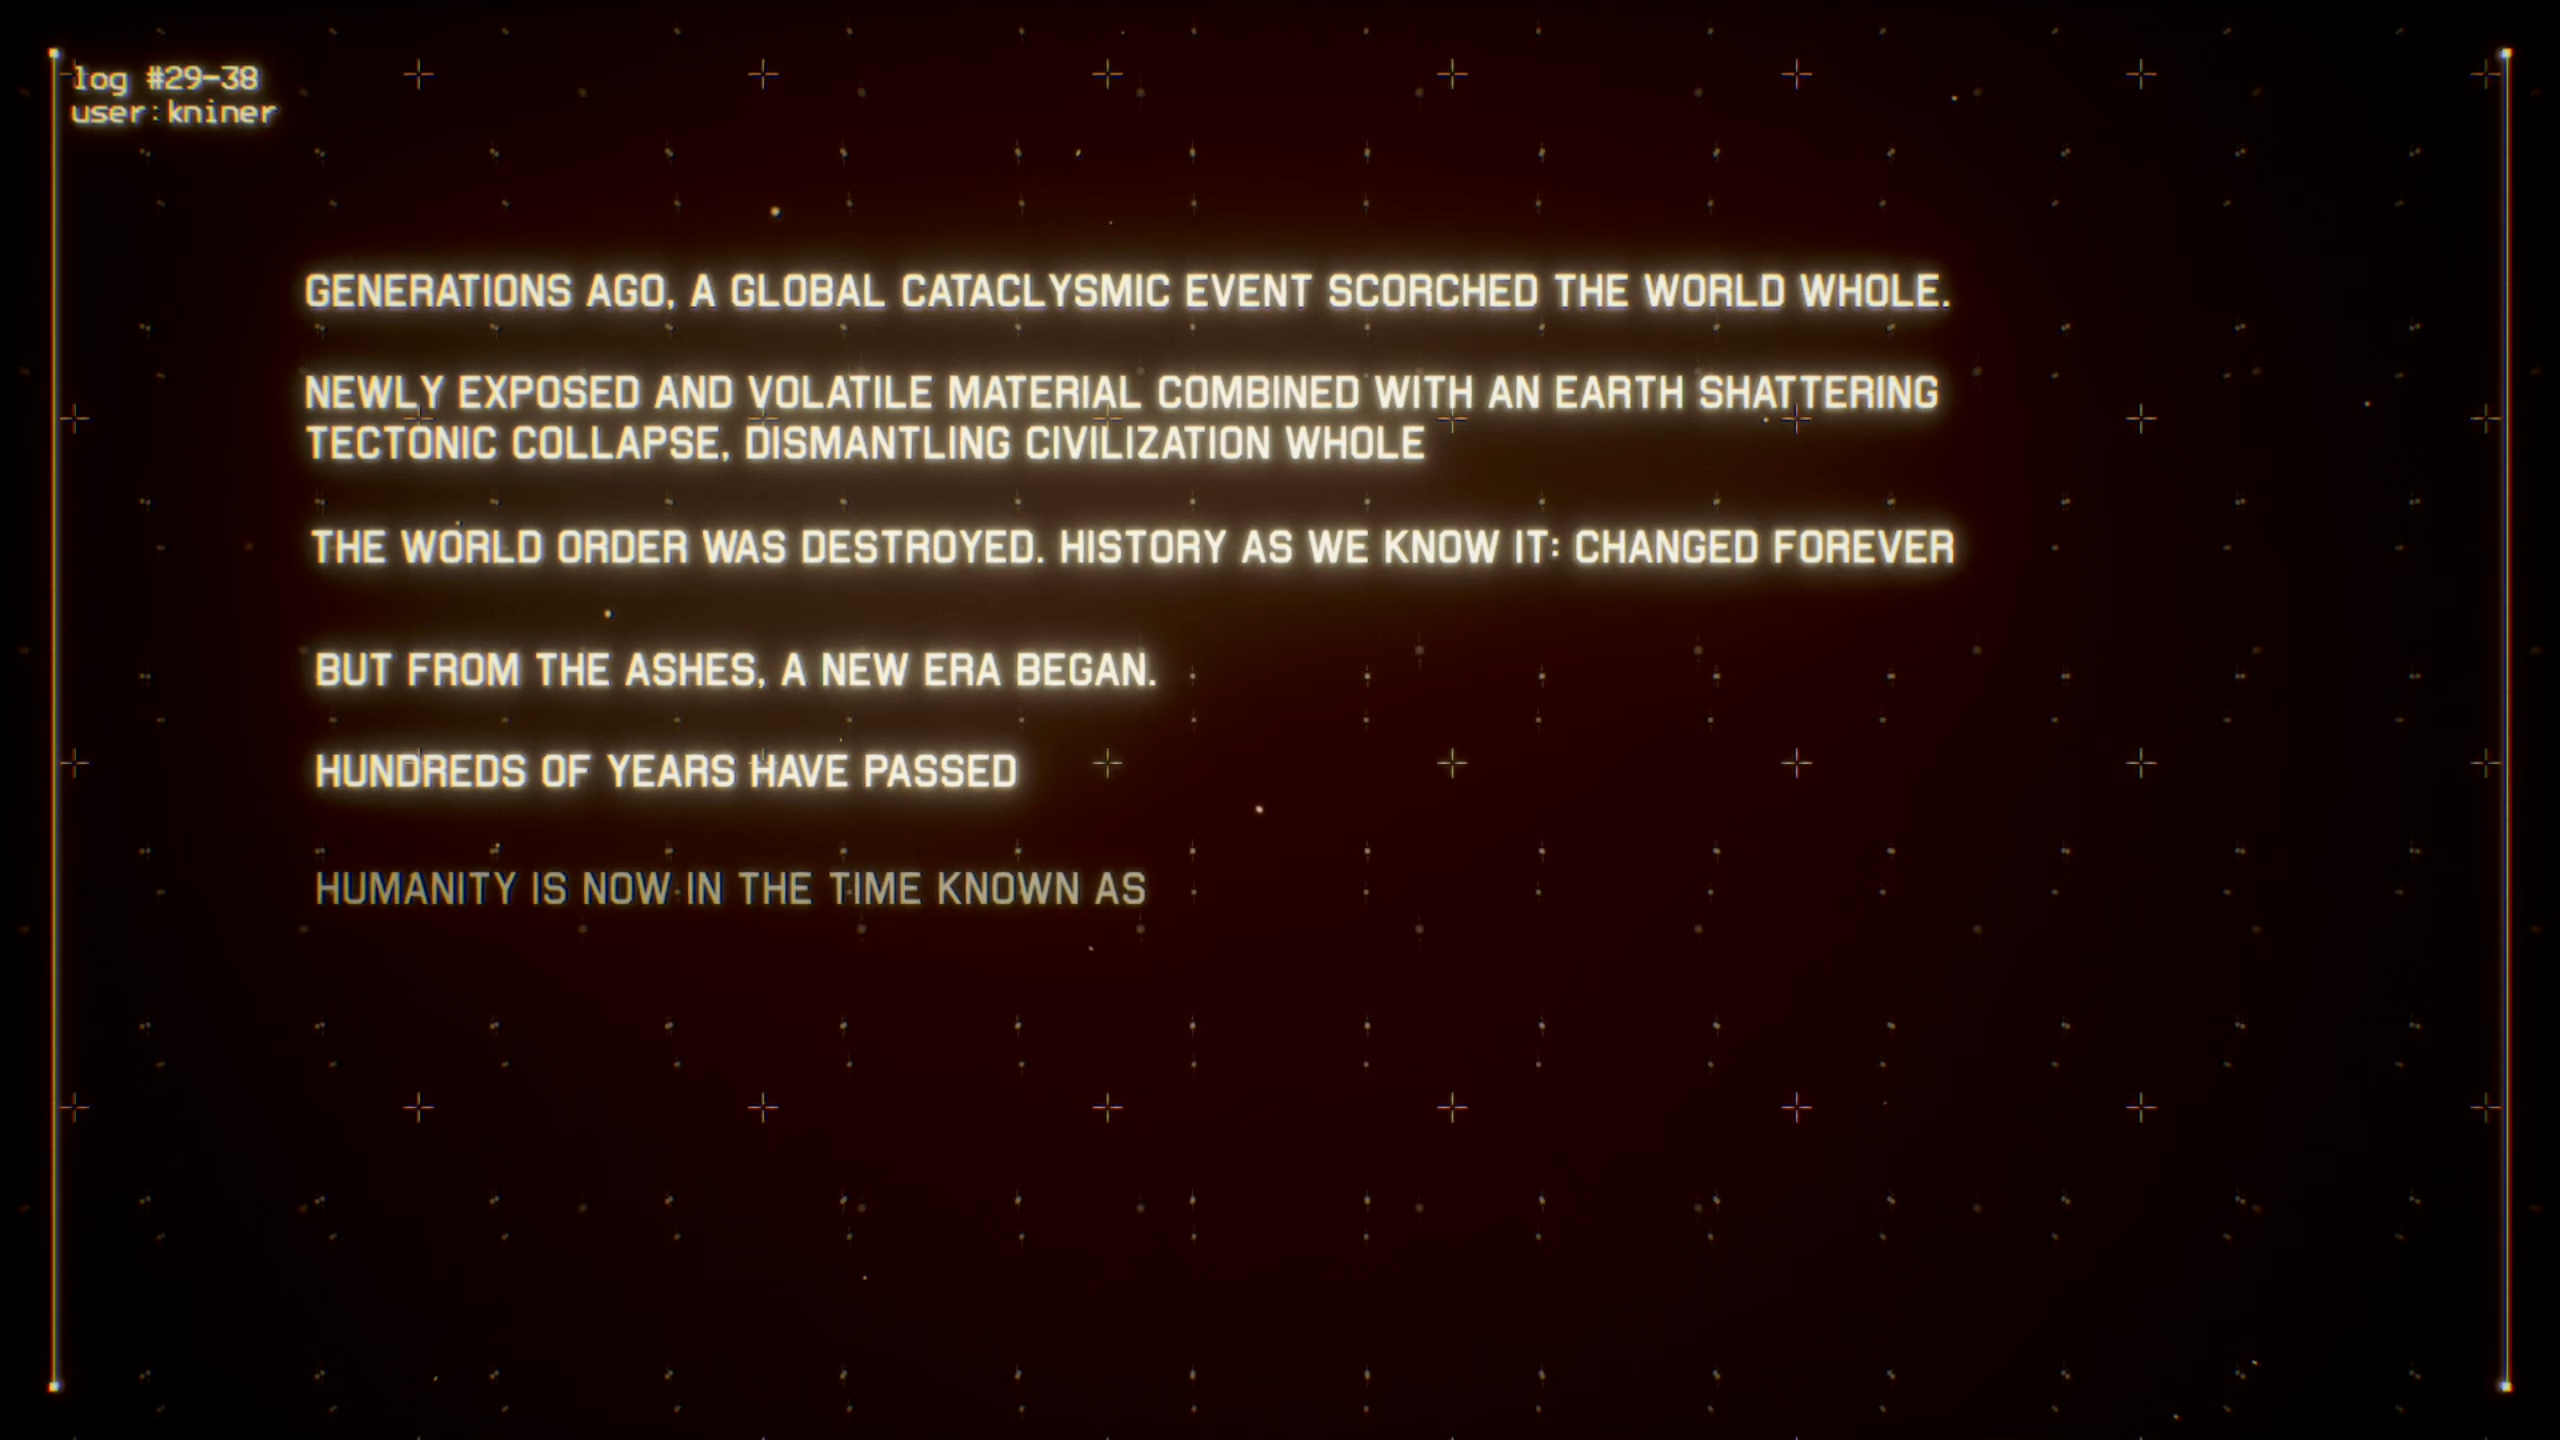 log #29-38
user:kniner
GENERATIONS AGO, A GLOBAL CATACLYSMIC EVENT SCORCHED THE WORLD WHOLE.
NEWLY EXPOSED AND VOLATILE MATERIAL COMBINED WITH AN EARTH SHATTERING
TECTONIC COLLAPSE, DISMANTLING CIVILIZATION WHOLE
THE WORLD ORDER WAS DESTROYED. HISTORY AS WE KNOW IT: CHANGED FOREVER
BUT FROM THE ASHES, A NEW ERA BEGAN.
HUNDREDS OF YEARS HAVE PASSED
HUMANITY IS NOW IN THE TIME KNOWN AS